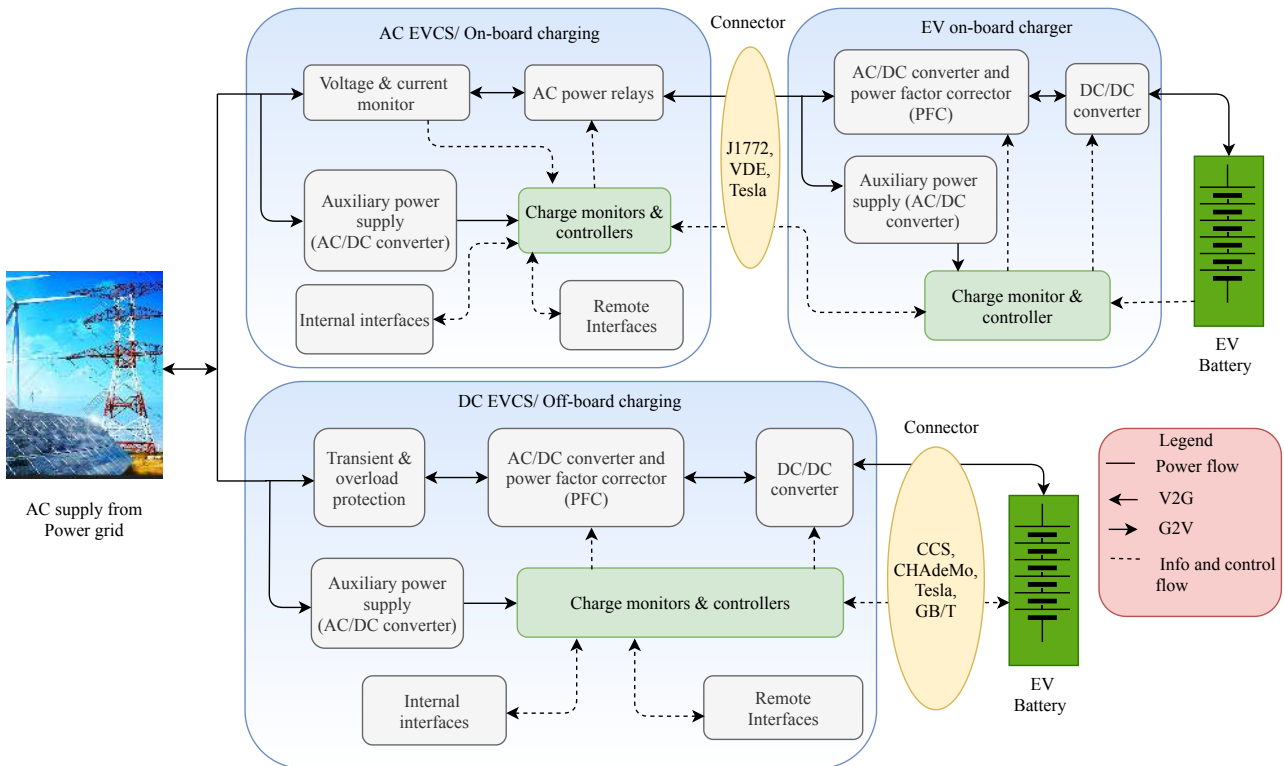 AC EVCS/ On-board charging
Voltage & current
monitor
AC power relays
Auxiliary power
supply
(AC/DC converter)
Charge monitors &
controllers
Internal interfaces
Remote
Interfaces
Connector
J1772,
VDE,
Tesla
EV on-board charger
AC/DC converter and
power factor corrector
(PFC)
DC/DC
converter
Auxiliary power
supply (AC/DC
converter)
Charge monitor &
controller
EV
Battery
AC supply from
Power grid
DC EVCS/ Off-board charging
Transient &
overload
protection
AC/DC converter and
power factor corrector
(PFC)
DC/DC
converter
Auxiliary power
supply
(AC/DC converter)
Charge monitors & controllers
Internal
interfaces
Remote
Interfaces
Connector
CCS,
CHAdeMo,
Tesla,
GB/T
EV
Battery
Legend
Power flow
V2G
G2V
Info and control
flow